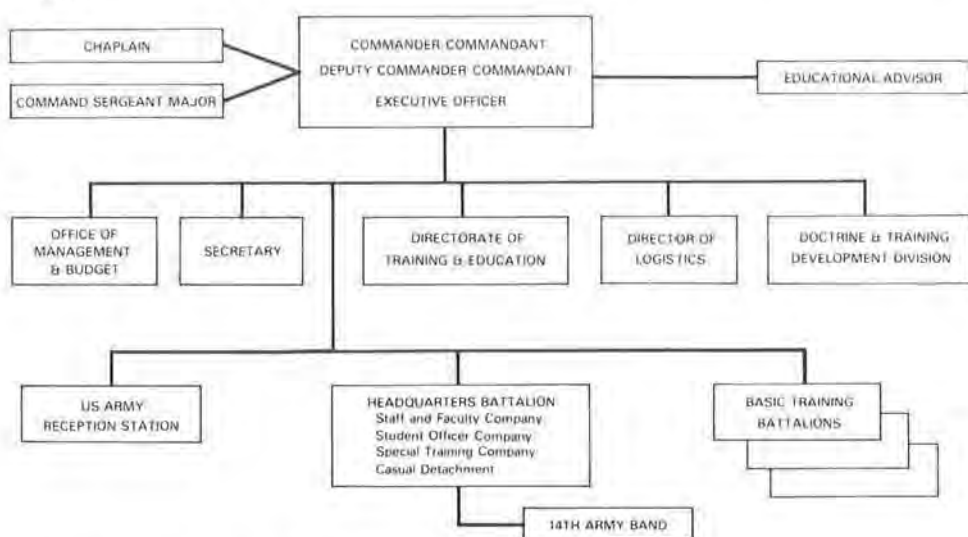 CHAPLAIN
COMMAND SERGEANT MAJOR
COMMANDER COMMANDANT
DEPUTY COMMANDER COMMANDANT
EXECUTIVE OFFICER
EDUCATIONAL ADVISOR
OFFICE OF
MANAGEMENT
& BUDGET
SECRETARY
DIRECTORATE OF
TRAINING & EDUCATION
DIRECTOR OF
LOGISTICS
DOCTRINE & TRAINING
DEVELOPMENT DIVISION
US ARMY
RECEPTION STATION
HEADQUARTERS BATTALION
Staff and Faculty Company
Student Officer Company
Special Training Company
Casual Detachment
BASIC TRAINING
BATTALIONS
14TH ARMY BAND